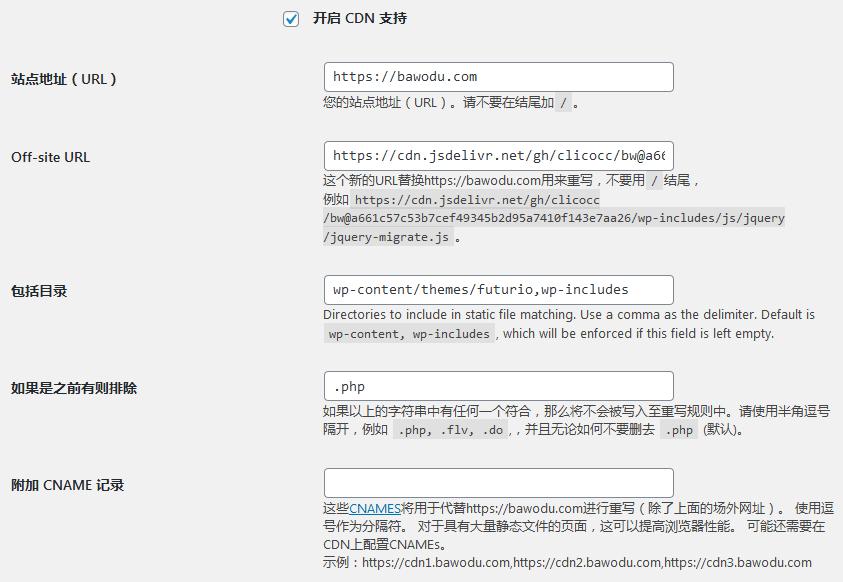 开启 CDN 支持
站点地址（URL）
https://bawodu.com
您的站点地址（URL）。请不要在结尾加 / 。
Off-site URL
https://cdn.jsdelivr.net/gh/clicocc/bw@a66
这个新的URL替换https://bawodu.com用来重写，不要用 / 结尾，
例如 https://cdn.jsdelivr.net/gh/clicocc
/bw@a661c57c53b7cef49345b2d95a7410f143e7aa26/wp-includes/js/jquery
/jquery-migrate.js 。
包括目录
wp-content/themes/futurio,wp-includes
Directories to include in static file matching. Use a comma as the delimiter. Default is
wp-content, wp-includes , which will be enforced if this field is left empty.
如果是之前有则排除
.php
如果以上的字符串中有任何一个符合，那么将不会被写入至重写规则中。请使用半角逗号
隔开，例如 .php, .flv, .do , , 并且无论如何不要删去 .php (默认)。
附加 CNAME 记录
这些CNAMES将用于代替https://bawodu.com进行重写（除了上面的场外网址）。 使用逗
号作为分隔符。 对于具有大量静态文件的页面，这可以提高浏览器性能。 可能还需要在
CDN上配置CNAMEs。
示例：https://cdn1.bawodu.com,https://cdn2.bawodu.com,https://cdn3.bawodu.com